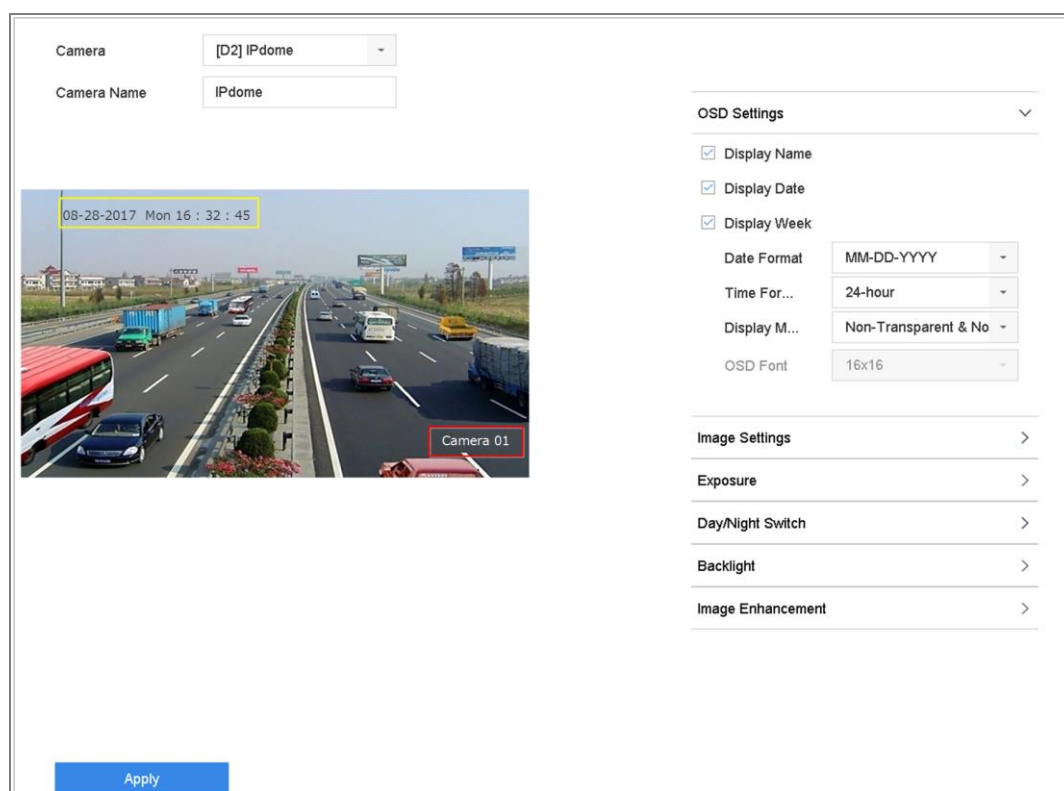 Camera [D2] IPdome
Camera Name IPdome
08-28-2017 Mon 16 : 32 : 45
Camera 01
OSD Settings
Display Name
Display Date
Display Week
Date Format MM-DD-YYYY
Time For... 24-hour
Display M... Non-Transparent & No
OSD Font 16x16
Image Settings
Exposure
Day/Night Switch
Backlight
Image Enhancement
Apply